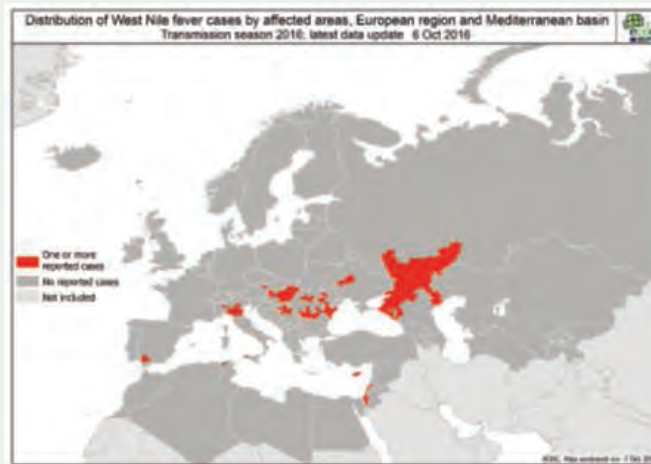 Distribution of West Nile fever cases by affected areas, European region and Mediterranean basin
Transmission season 2016; latest data update 6 Oct 2016
One or more
reported cases
No reported cases
Not included